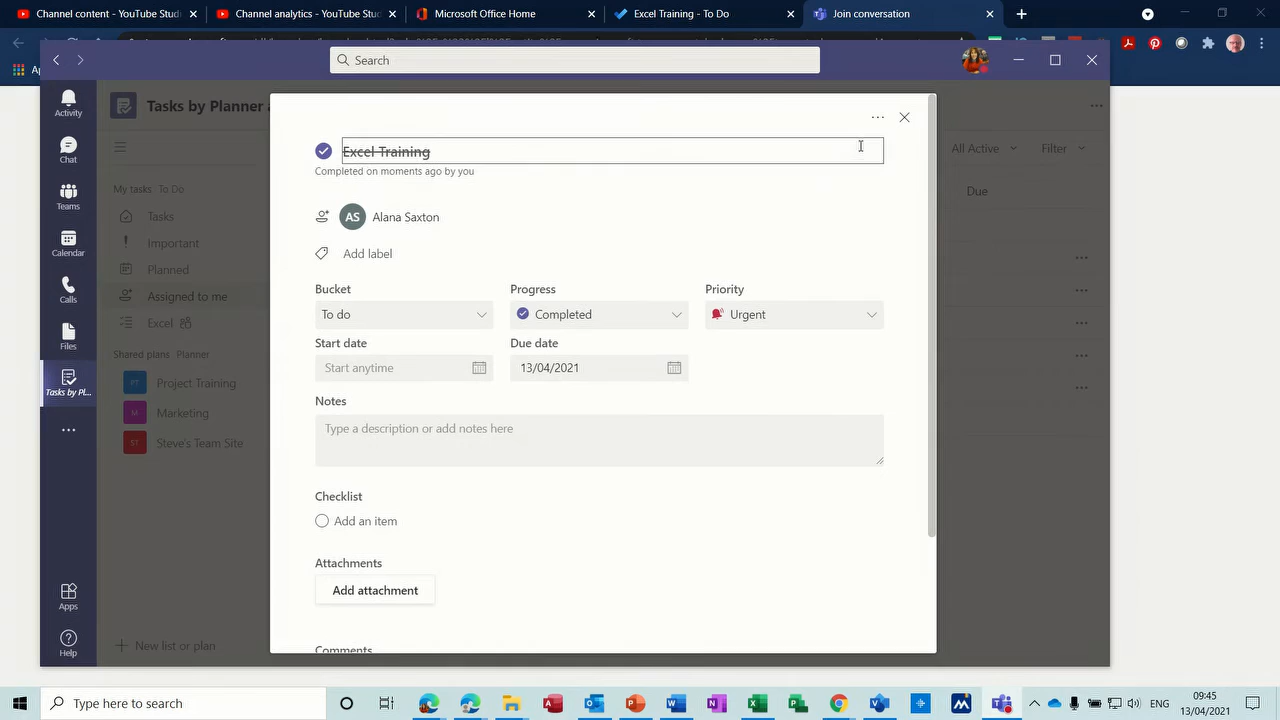 Channel content - YouTube Studi
Channel analytics - YouTube Stu
Microsoft Office Home
Excel Training - To Do
Join conversation
Search
Activity
Chat
Teams
Calendar
Calls
Files
Tasks by Pl...
Apps
Help
Tasks by Planner a
My tasks To Do
Tasks
Important
Planned
Assigned to me
Excel
Shared plans Planner
PT Project Training
M Marketing
ST Steve's Team Site
New list or plan
All Active
Filter
Due
Excel Training
Completed on moments ago by you
AS Alana Saxton
Add label
Bucket
Progress
Priority
To do
Completed
Urgent
Start date
Due date
Start anytime
13/04/2021
Notes
Type a description or add notes here
Checklist
Add an item
Attachments
Add attachment
Comments
Type here to search
ENG
09:45
13/04/2021